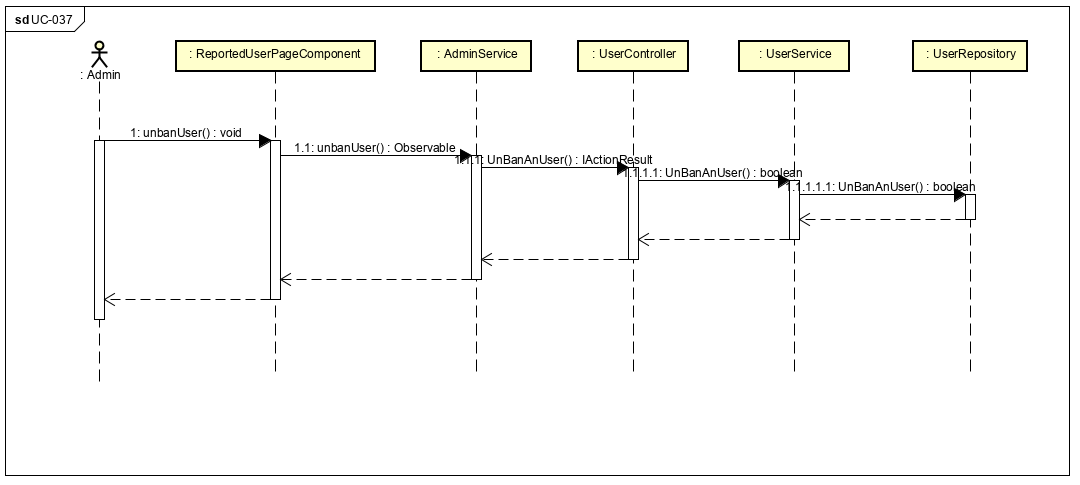 sd UC-037
: Admin
: ReportedUserPageComponent
: AdminService
: UserController
: UserService
: UserRepository
1: unbanUser() : void
1.1: unbanUser() : Observable
1.1.1: UnBanAnUser() : IActionResult
1.1.1.1: UnBanAnUser() : boolean
1.1.1.1.1: UnBanAnUser() : boolean